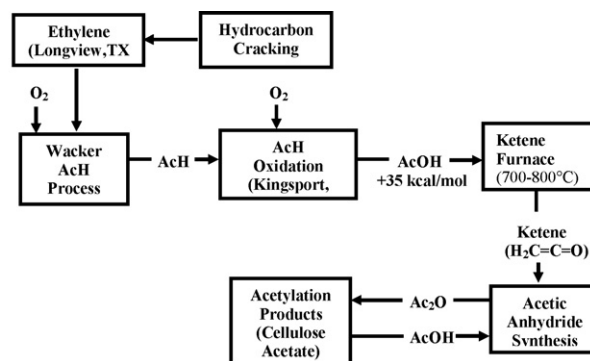 Ethylene
(Longview,TX
Hydrocarbon
Cracking
O₂
O₂
Wacker
AcH
Process
AcH
AcH
Oxidation
(Kingsport,
AcOH
+35 kcal/mol
Ketene
Furnace
(700-800°C)
Ketene
(H₂C=C=O)
Acetylation
Products
(Cellulose
Acetate)
Ac₂O
AcOH
Acetic
Anhydride
Synthesis